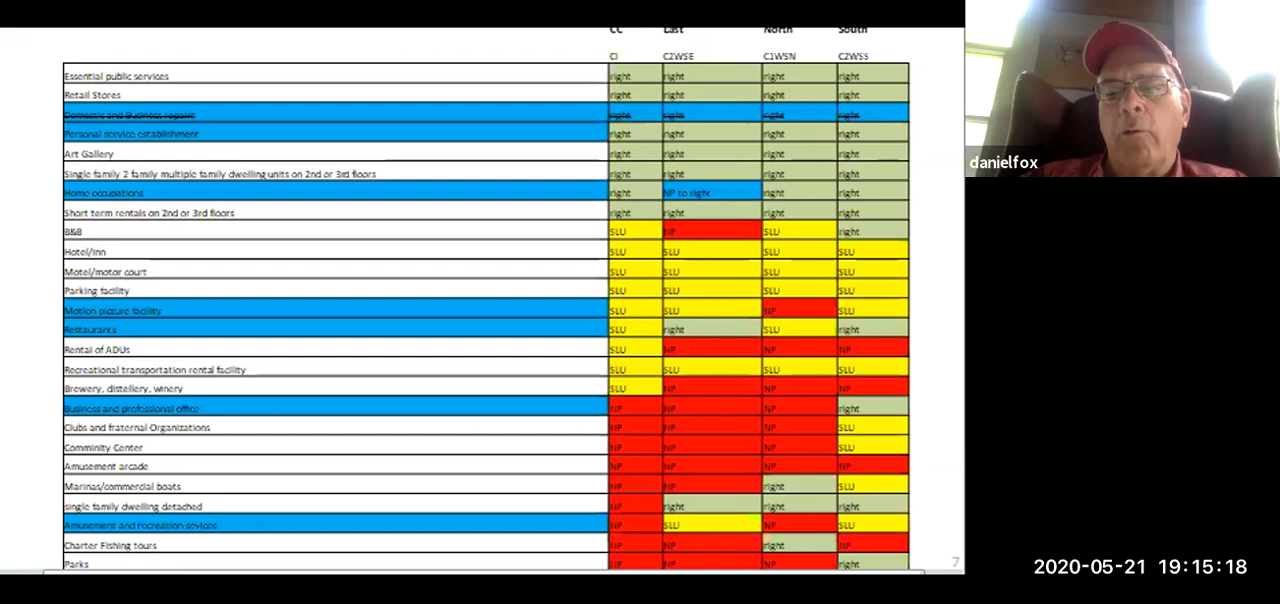 CC East North South
CI C2WSE C1WSN C2WSS
Essential public services right right right right
Retail Stores right right right right
Domestic and Business repairs right right right right
Personal service establishment right right right right
Art Gallery right right right right
Single family 2 family multiple family dwelling units on 2nd or 3rd floors right right right right
Home occupations right NP to right right right
Short term rentals on 2nd or 3rd floors right right right right
B&B SLU NP SLU right
Hotel/inn SLU SLU SLU SLU
Motel/motor court SLU SLU SLU SLU
Parking facility SLU SLU SLU SLU
Motion picture facility SLU SLU NP SLU
Restaurants SLU right SLU right
Rental of ADUs SLU NP NP NP
Recreational transportation rental facility SLU SLU SLU SLU
Brewery, distellery, winery SLU NP NP NP
Business and professional office NP NP NP right
Clubs and fraternal Organizations NP NP NP SLU
Comminity Center NP NP NP SLU
Amusement arcade NP NP NP NP
Marinas/commercial boats NP NP right SLU
single family dwelling detached NP right right right
Amusement and recreation sevices NP SLU NP SLU
Charter Fishing tours NP NP right NP
Parks NP NP NP right
7
danielfox
2020-05-21 19:15:18